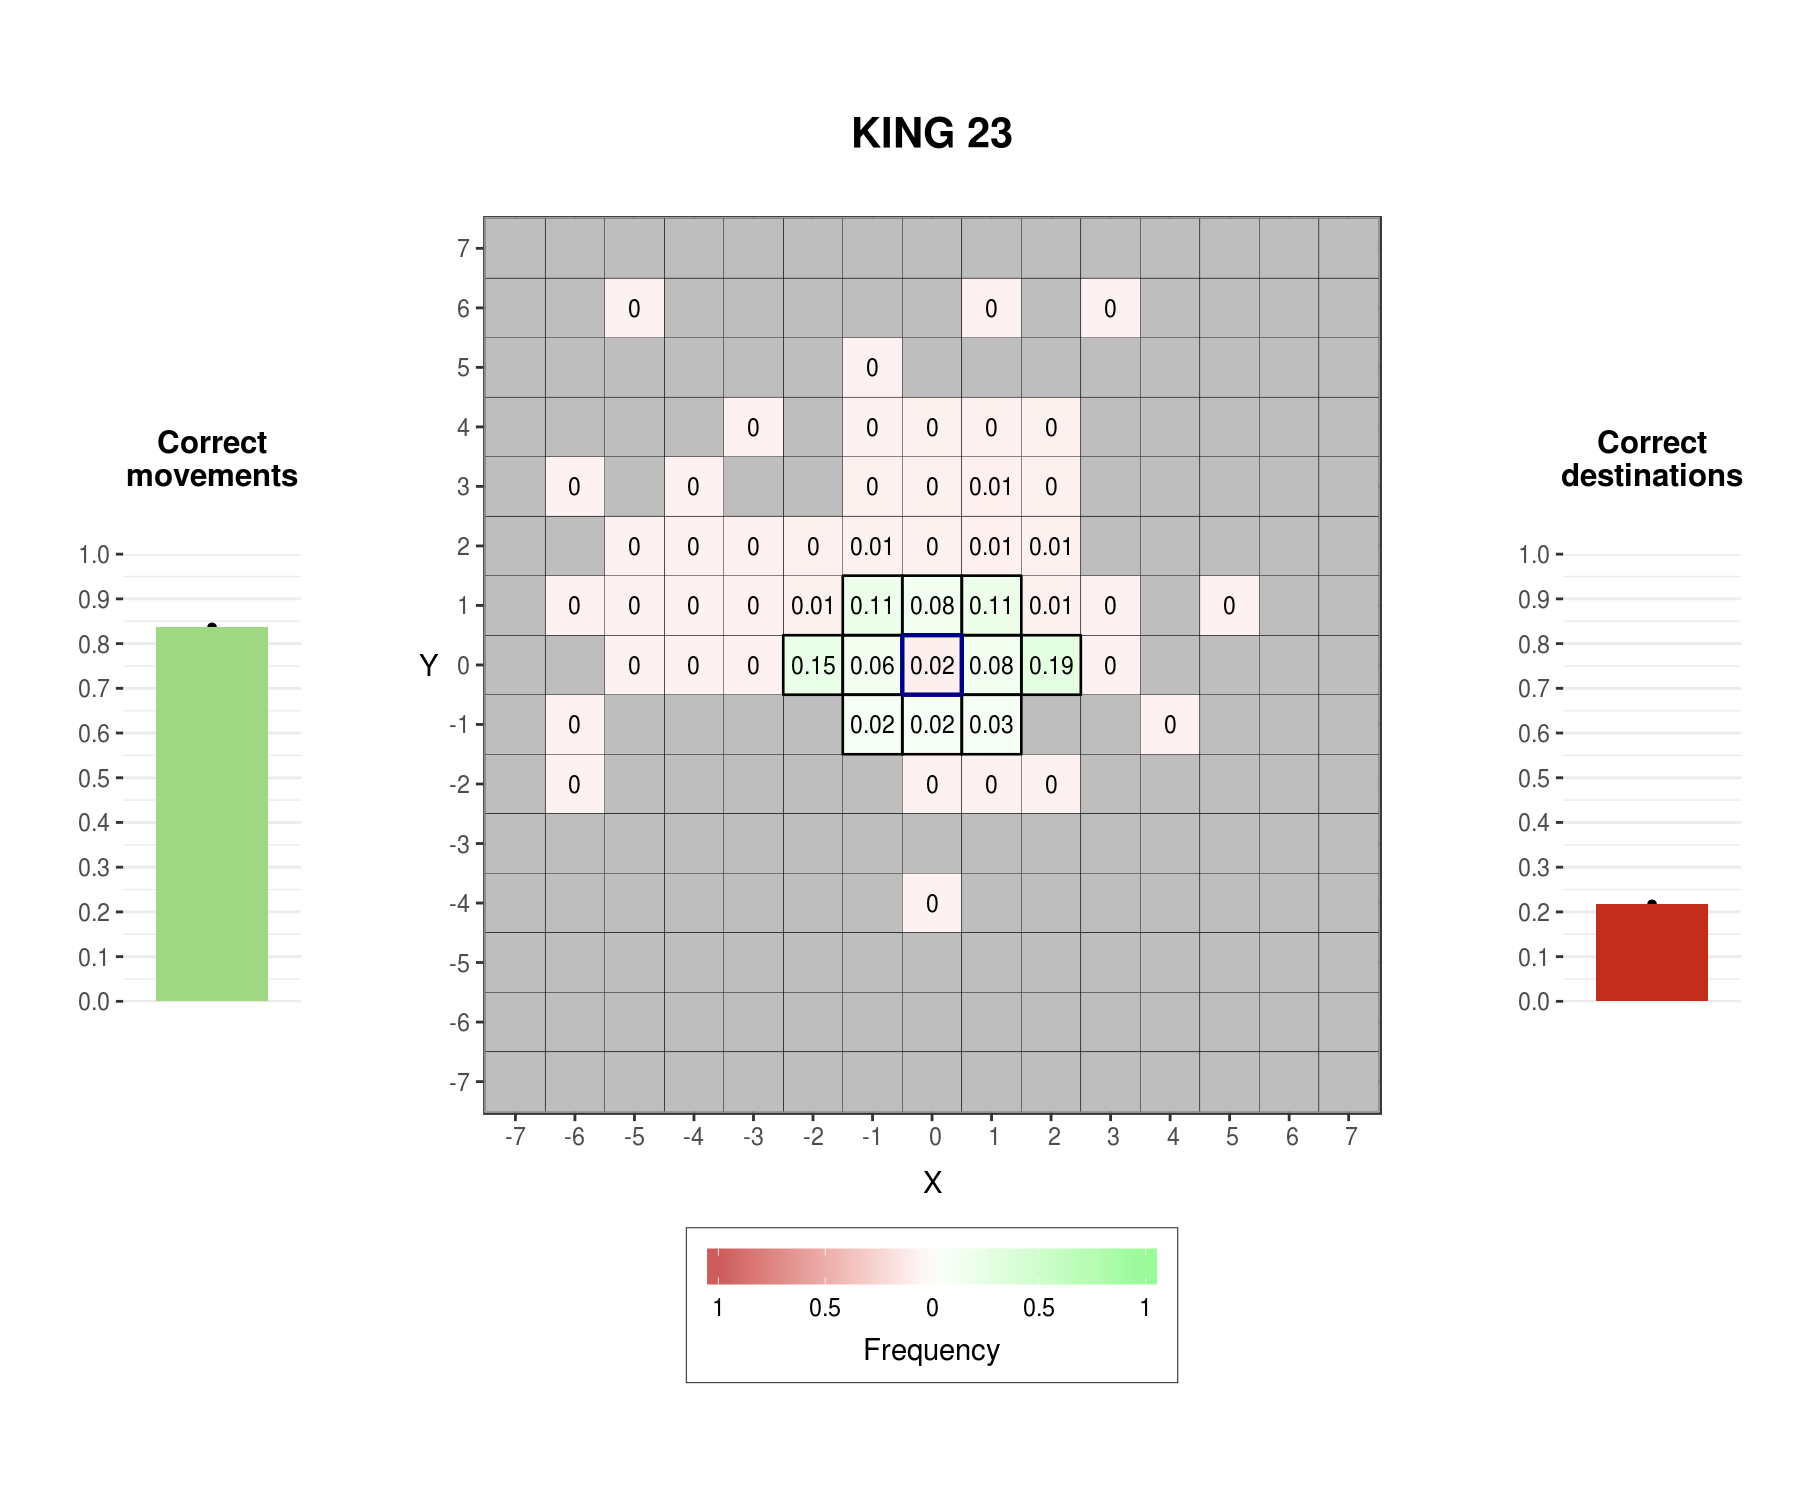 KING 23
Correct
movements
1.0
0.9
0.8
0.7
0.6
0.5
0.4
0.3
0.2
0.1
0.0
Y
7
6 0 0 0
5 0
4 0 0 0 0 0
3 0 0 0 0 0.01 0
2 0 0 0 0 0.01 0 0.01 0.01
1 0 0 0 0 0.01 0.11 0.08 0.11 0.01 0 0
0 0 0 0 0.15 0.06 0.02 0.08 0.19 0
-1 0 0.02 0.02 0.03 0
-2 0 0 0 0
-3
-4 0
-5
-6
-7
-7 -6 -5 -4 -3 -2 -1 0 1 2 3 4 5 6 7
X
1 0.5 0 0.5 1
Frequency
Correct
destinations
1.0
0.9
0.8
0.7
0.6
0.5
0.4
0.3
0.2
0.1
0.0